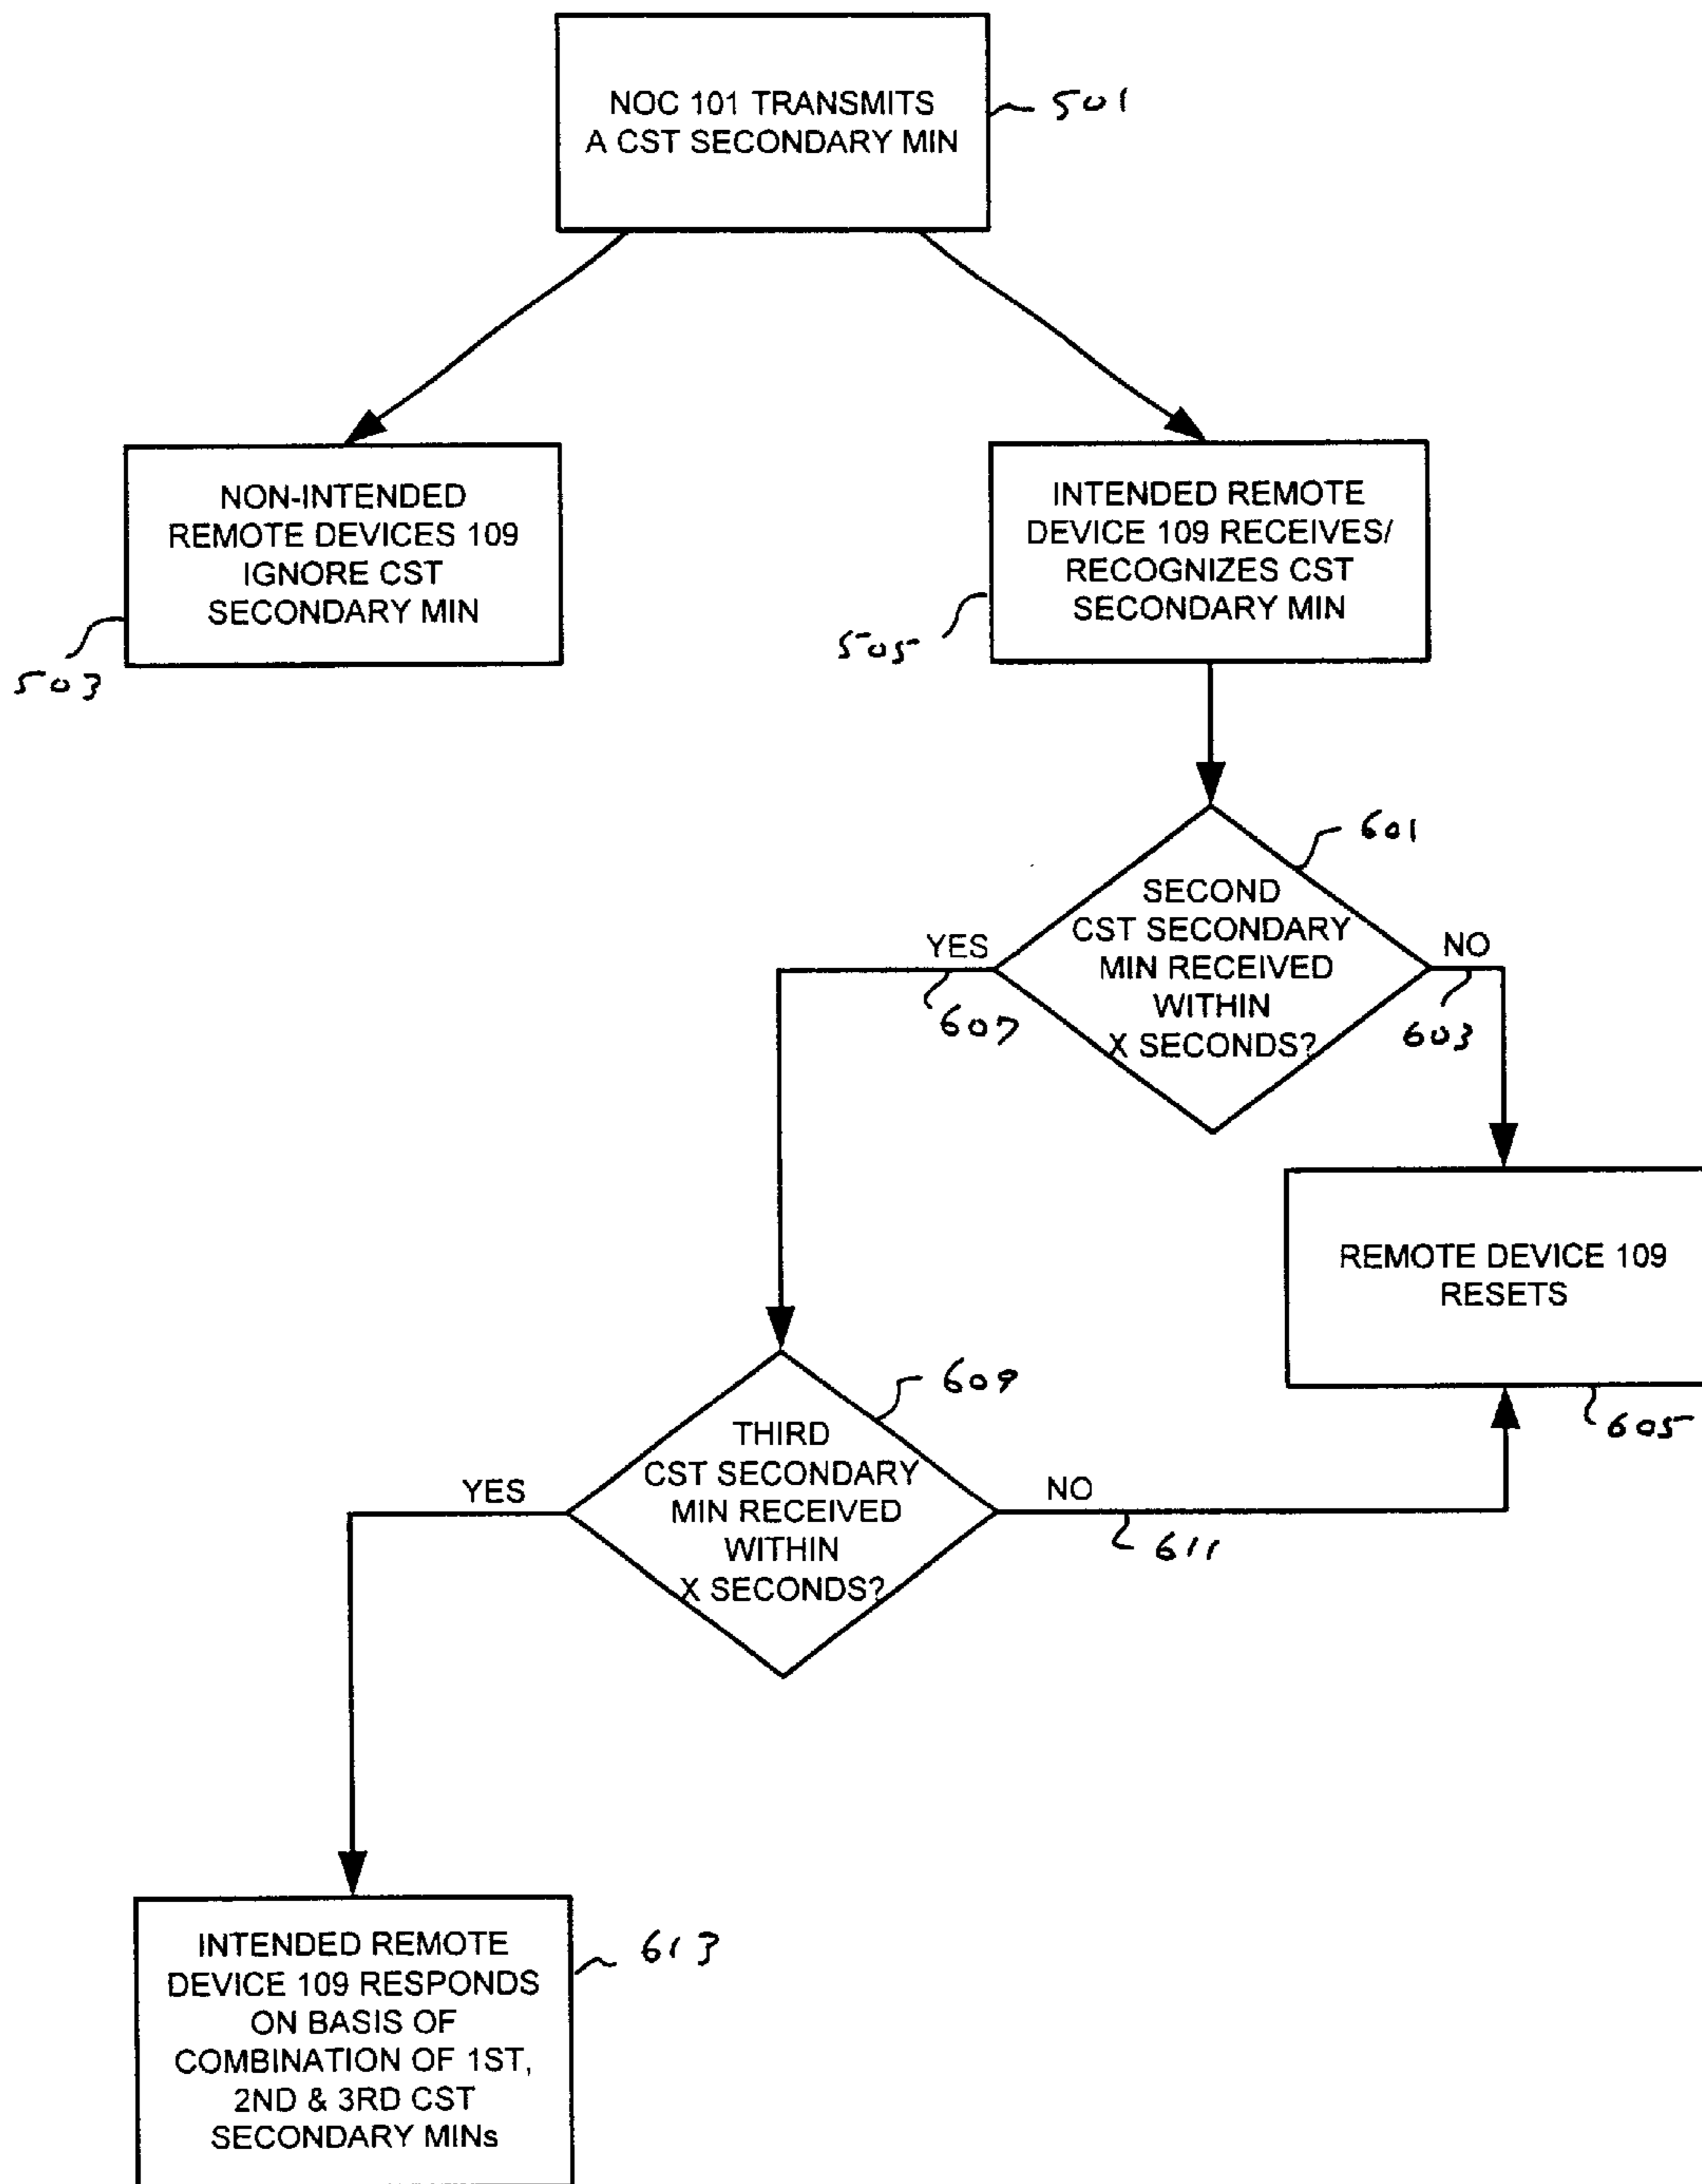 NOC 101 TRANSMITS
A CST SECONDARY MIN
501
NON-INTENDED
REMOTE DEVICES 109
IGNORE CST
SECONDARY MIN
503
INTENDED REMOTE
DEVICE 109 RECEIVES/
RECOGNIZES CST
SECONDARY MIN
505
601
SECOND
CST SECONDARY
MIN RECEIVED
WITHIN
X SECONDS?
YES
607
NO
603
REMOTE DEVICE 109
RESETS
605
609
THIRD
CST SECONDARY
MIN RECEIVED
WITHIN
X SECONDS?
YES
NO
611
INTENDED REMOTE
DEVICE 109 RESPONDS
ON BASIS OF
COMBINATION OF 1ST,
2ND & 3RD CST
SECONDARY MINs
613